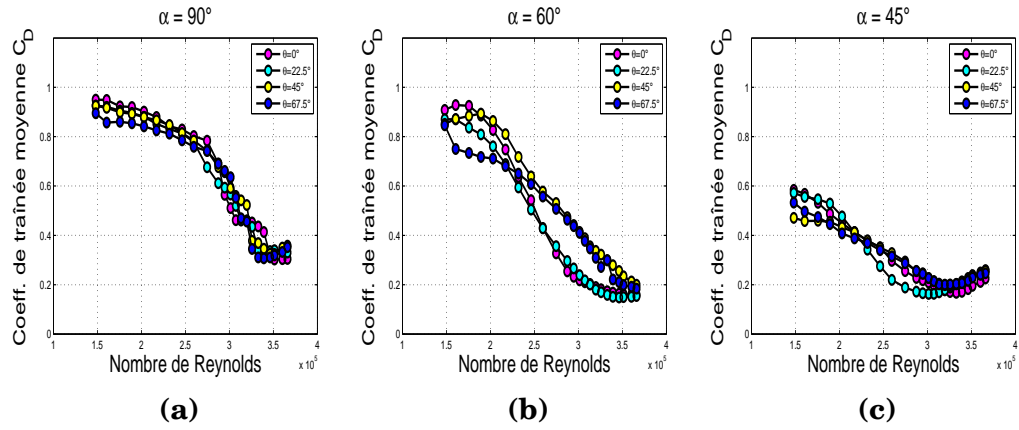 α = 90°
Coeff. de traînée moyenne C_D
1
0.8
0.6
0.4
0.2
0
θ=0°
θ=22.5°
θ=45°
θ=67.5°
1 1.5 2 2.5 3 3.5 4
x 10^5
Nombre de Reynolds
(a)
α = 60°
Coeff. de traînée moyenne C_D
1
0.8
0.6
0.4
0.2
0
θ=0°
θ=22.5°
θ=45°
θ=67.5°
1 1.5 2 2.5 3 3.5 4
x 10^5
Nombre de Reynolds
(b)
α = 45°
Coeff. de traînée moyenne C_D
1
0.8
0.6
0.4
0.2
0
θ=0°
θ=22.5°
θ=45°
θ=67.5°
1 1.5 2 2.5 3 3.5 4
x 10^5
Nombre de Reynolds
(c)